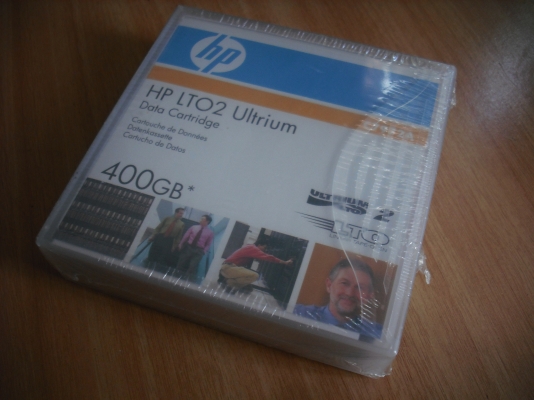 hp
HP LTO2 Ultrium
Data Cartridge
Cartouche de Données
Datenkassette
Cartucho de Datos
400GB*
ULTRIUM 2
LTO